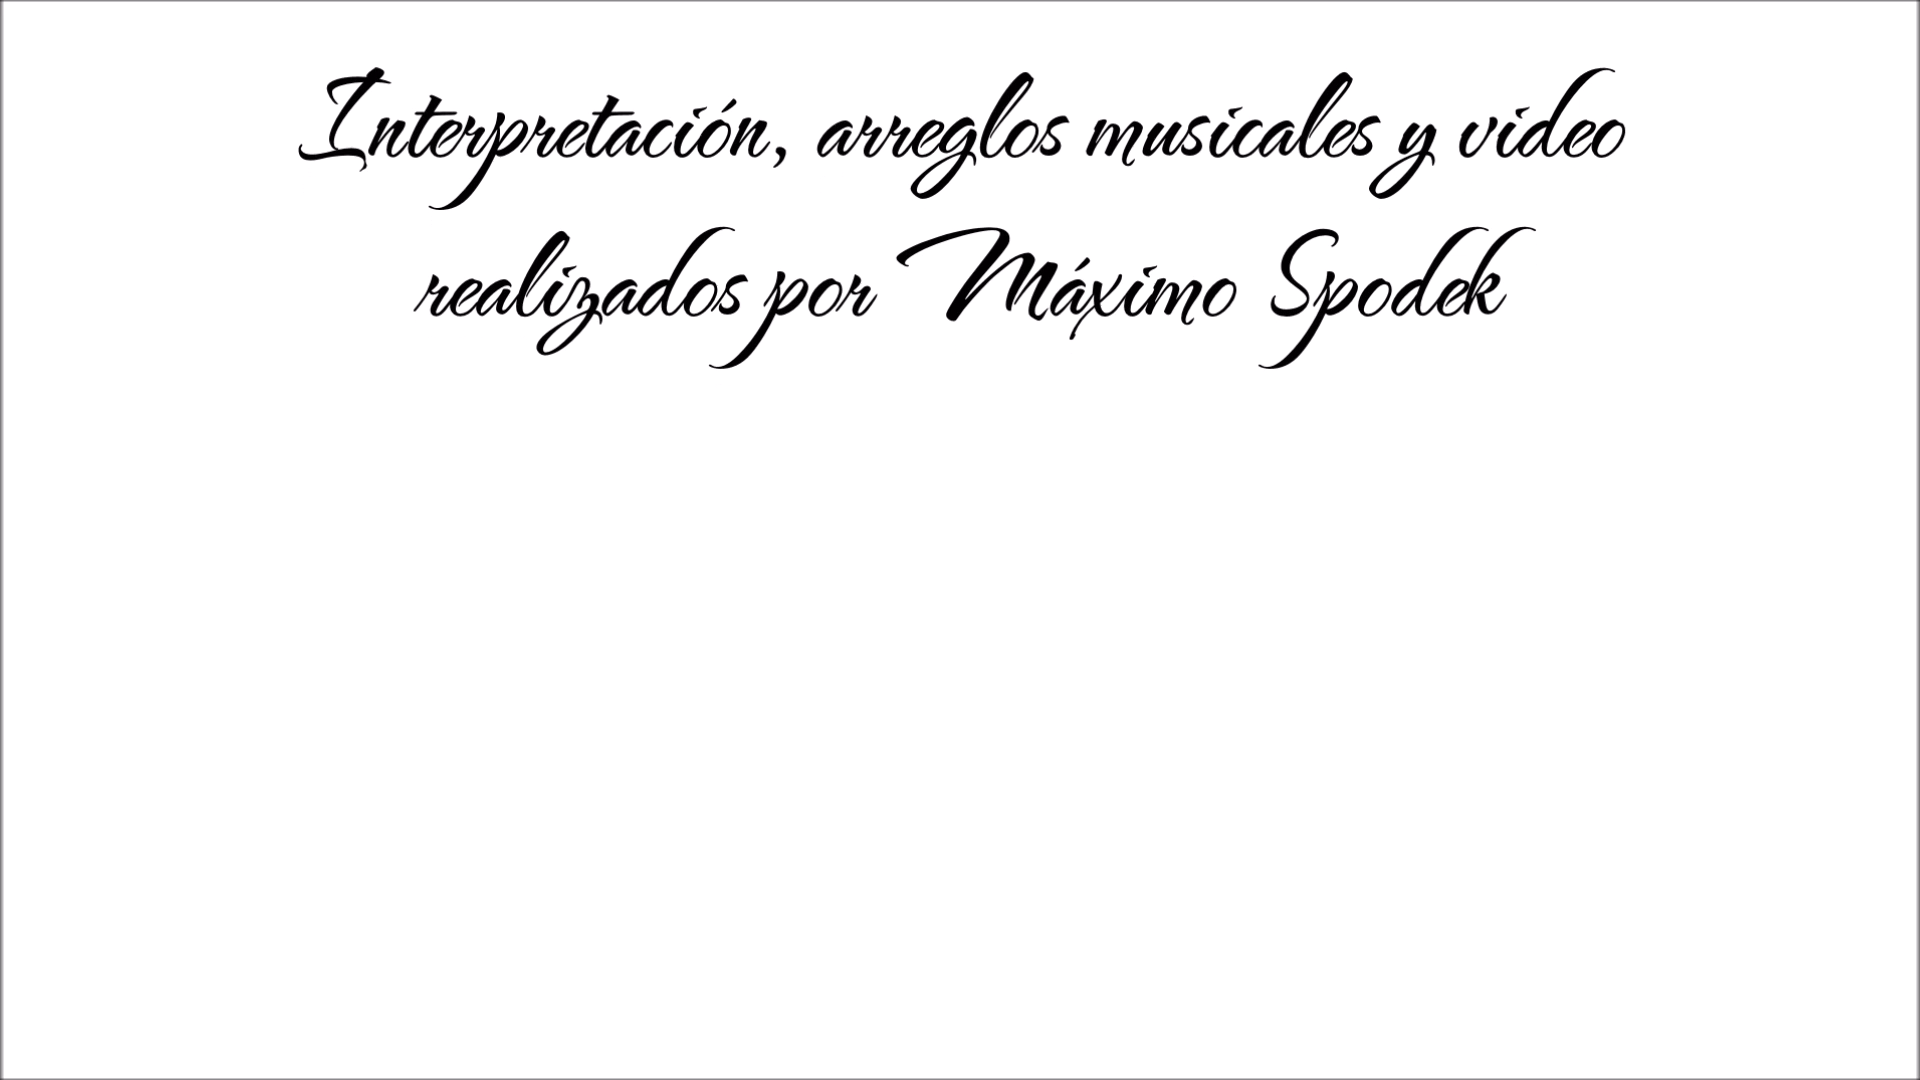 Interpretación, arreglos musicales y video
realizados por Máximo Spodek